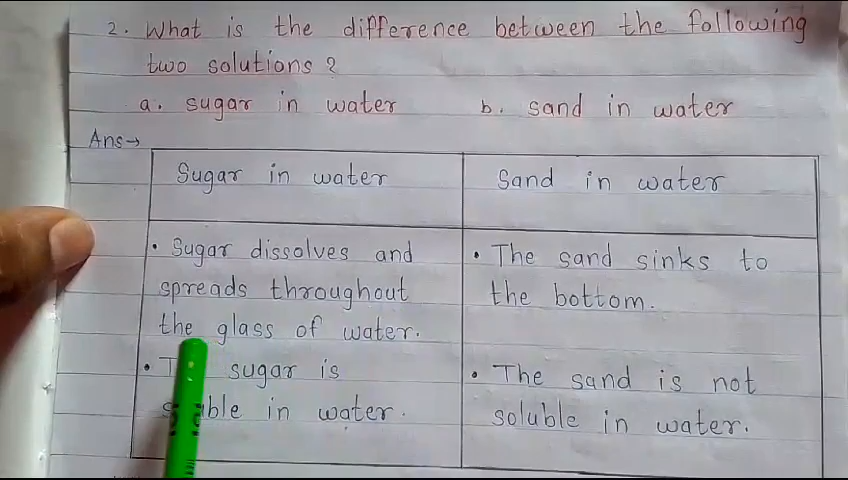 2. What is the difference between the following
two solutions?
a. sugar in water b. sand in water
Ans→
Sugar in water
Sand in water
• Sugar dissolves and
spreads throughout
the glass of water.
• sugar is
in water.
• The sand sinks to
the bottom.
• The sand is not
soluble in water.